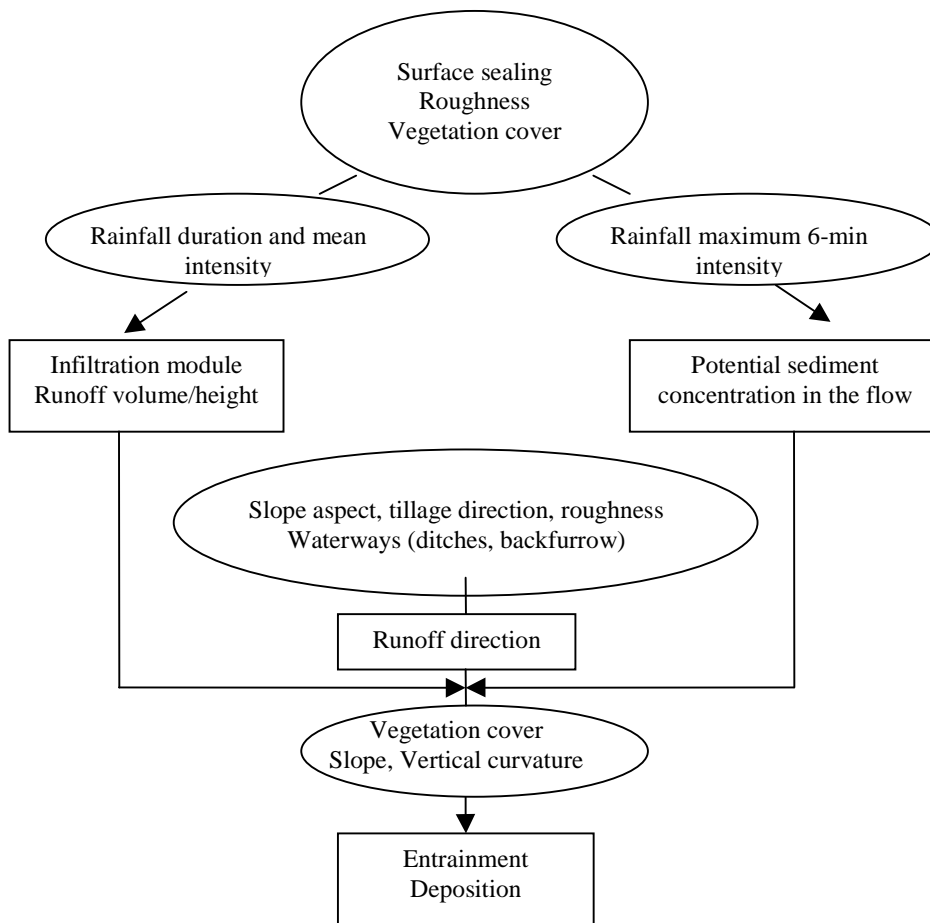 Surface sealing
Roughness
Vegetation cover
Rainfall duration and mean
intensity
Rainfall maximum 6-min
intensity
Infiltration module
Runoff volume/height
Potential sediment
concentration in the flow
Slope aspect, tillage direction, roughness
Waterways (ditches, backfurrow)
Runoff direction
Vegetation cover
Slope, Vertical curvature
Entrainment
Deposition